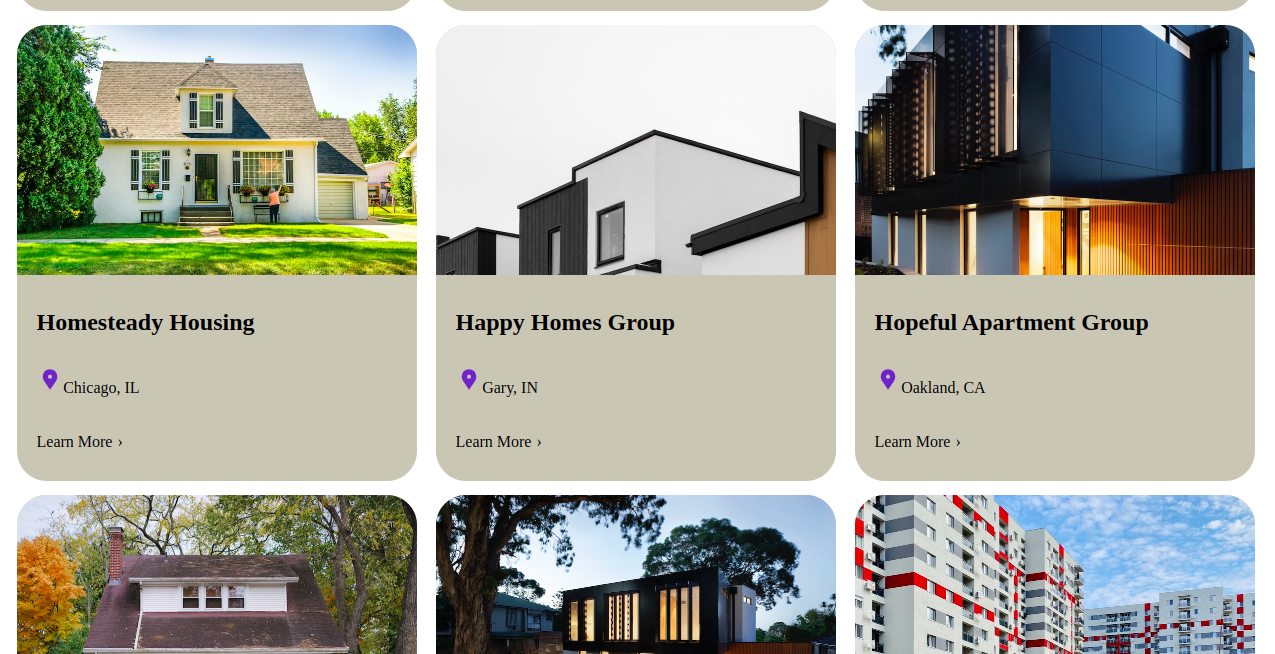 Homesteady Housing
Chicago, IL
Learn More ›
Happy Homes Group
Gary, IN
Learn More ›
Hopeful Apartment Group
Oakland, CA
Learn More ›